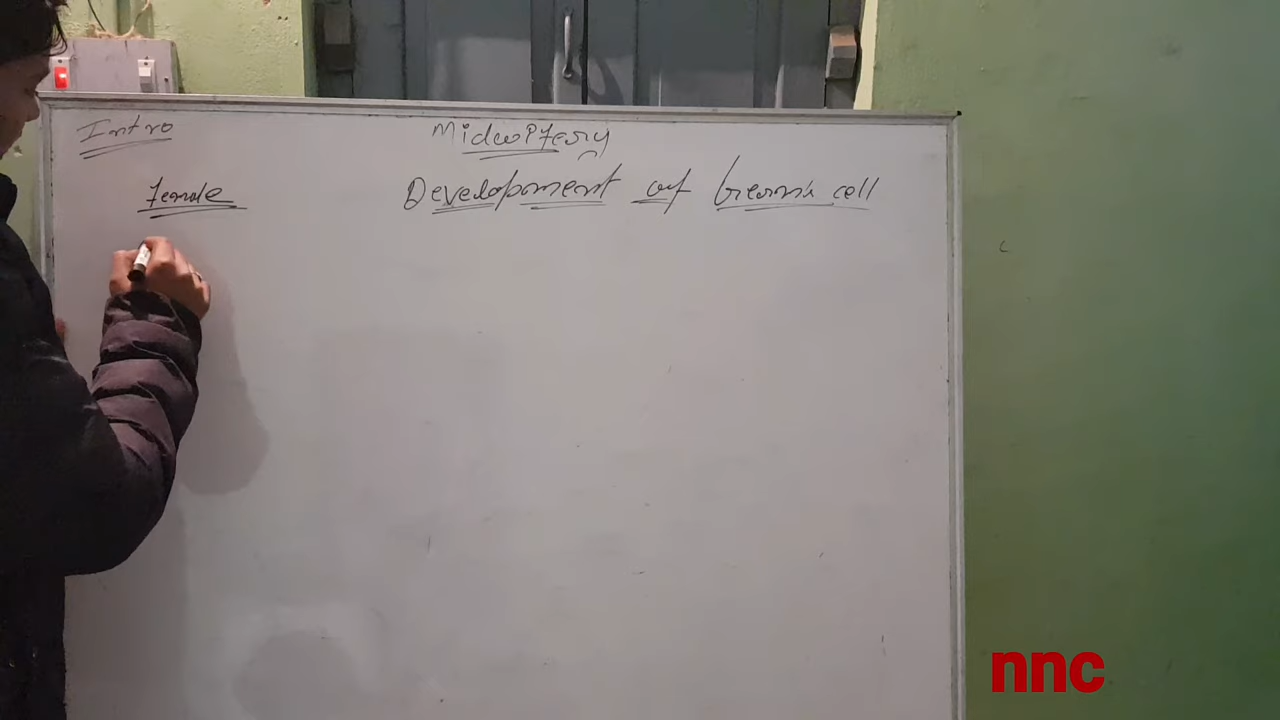 Intro
Midwifery
Female
Development of Germ cell
nnc